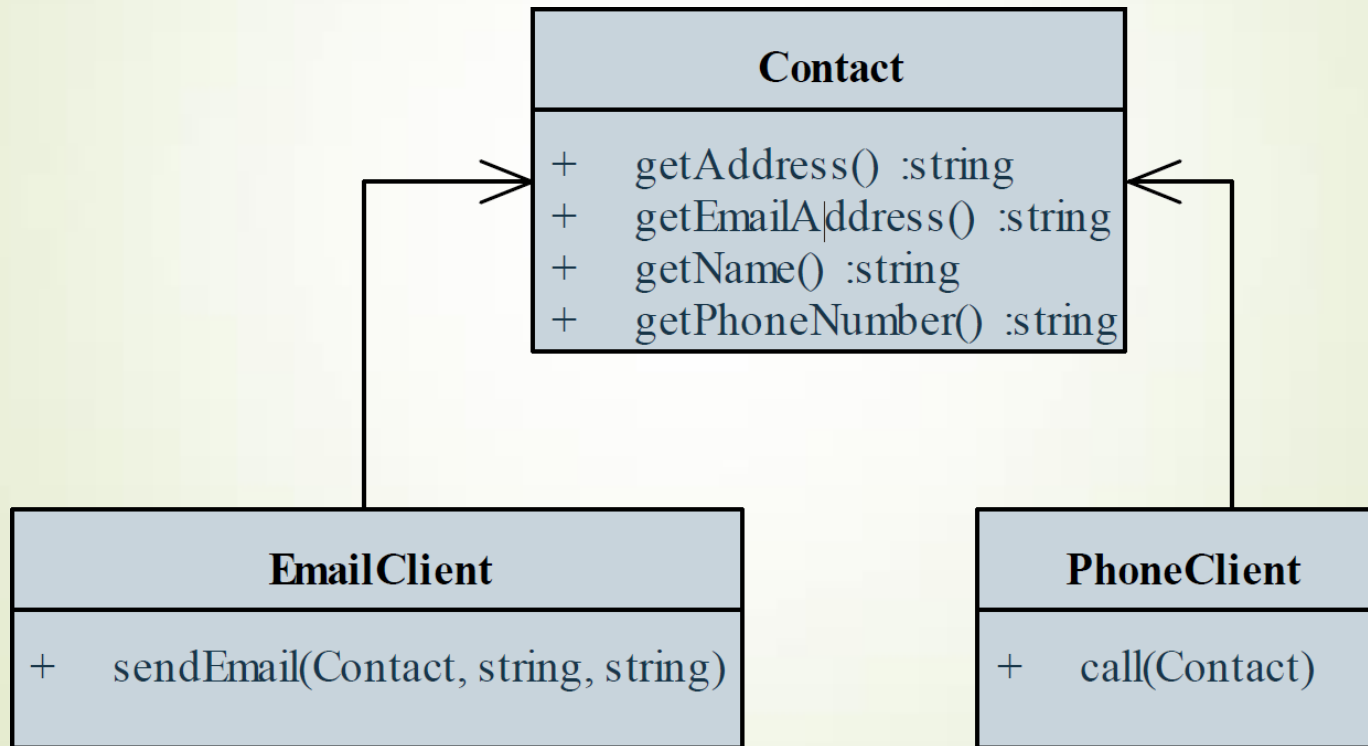 Contact
+ getAddress() :string
+ getEmailAddress() :string
+ getName() :string
+ getPhoneNumber() :string
EmailClient
+ sendEmail(Contact, string, string)
PhoneClient
+ call(Contact)